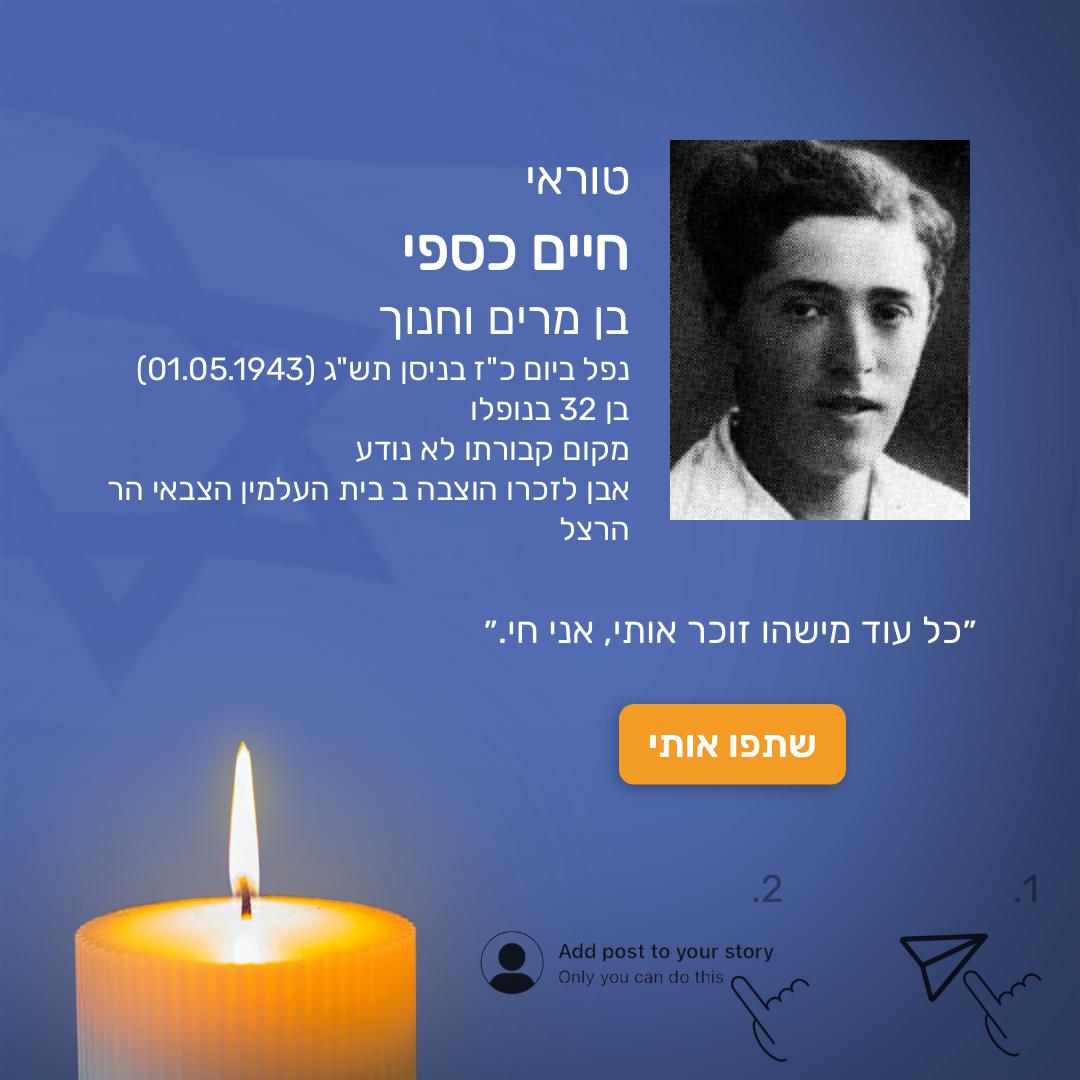 טוראי
חיים כספי
בן מרים וחנוך
נפל ביום כ"ז בניסן תש"ג (01.05.1943)
בן 32 בנופלו
מקום קבורתו לא נודע
אבן לזכרו הוצבה ב בית העלמין הצבאי הר
הרצל
״כל עוד מישהו זוכר אותי, אני חי.״
שתפו אותי
.1
.2
Add post to your story
Only you can do this